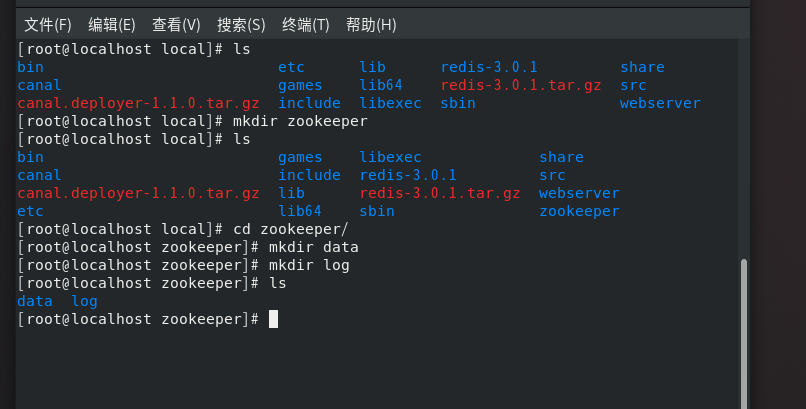 文件(F) 编辑(E) 查看(V) 搜索(S) 终端(T) 帮助(H)
[root@localhost local]# ls
bin etc lib redis-3.0.1 share
canal games lib64 redis-3.0.1.tar.gz src
canal.deployer-1.1.0.tar.gz include libexec sbin webserver
[root@localhost local]# mkdir zookeeper
[root@localhost local]# ls
bin games libexec share
canal include redis-3.0.1 src
canal.deployer-1.1.0.tar.gz lib redis-3.0.1.tar.gz webserver
etc lib64 sbin zookeeper
[root@localhost local]# cd zookeeper/
[root@localhost zookeeper]# mkdir data
[root@localhost zookeeper]# mkdir log
[root@localhost zookeeper]# ls
data log
[root@localhost zookeeper]#